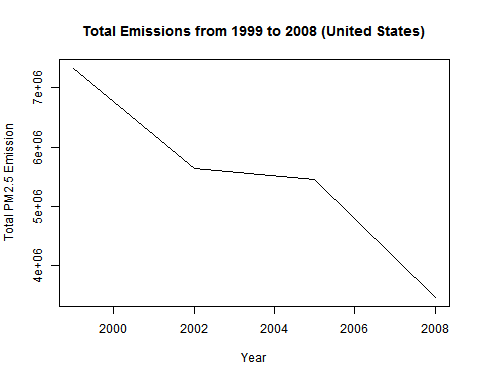 Total Emissions from 1999 to 2008 (United States)
Total PM2.5 Emission
7e+06
6e+06
5e+06
4e+06
2000 2002 2004 2006 2008
Year